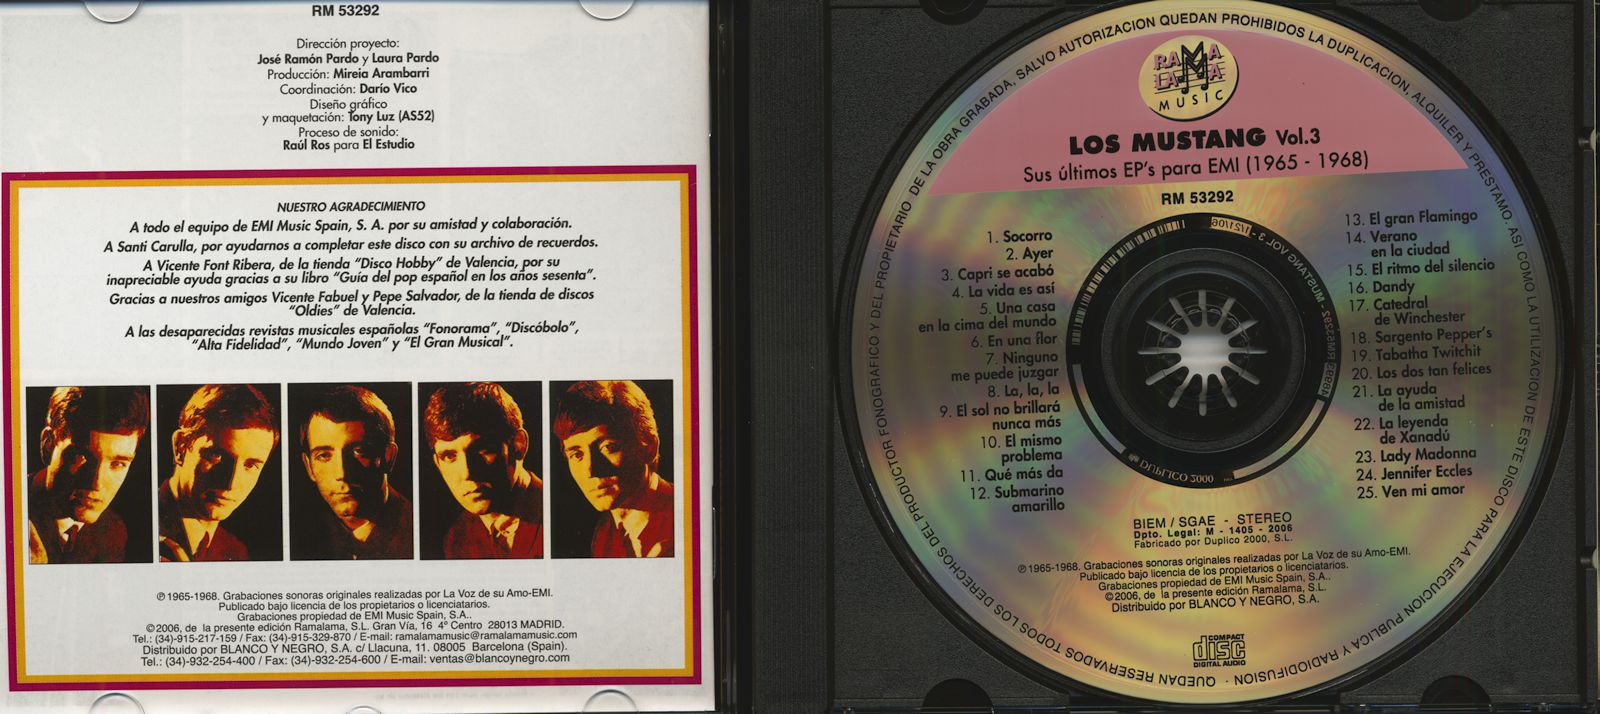 RM 53292
Dirección proyecto:
José Ramón Pardo y Laura Pardo
Producción: Mireia Arambarri
Coordinación: Darío Vico
Diseño gráfico
y maquetación: Tony Luz (AS52)
Proceso de sonido:
Raúl Ros para El Estudio
NUESTRO AGRADECIMIENTO
A todo el equipo de EMI Music Spain, S. A. por su amistad y colaboración.
A Santi Carulla, por ayudarnos a completar este disco con su archivo de recuerdos.
A Vicente Font Ribera, de la tienda “Disco Hobby” de Valencia, por su
inapreciable ayuda gracias a su libro “Guía del pop español en los años sesenta”.
Gracias a nuestros amigos Vicente Fabuel y Pepe Salvador, de la tienda de discos
“Oldies” de Valencia.
A las desaparecidas revistas musicales españolas “Fonorama”, “Discóbolo”,
“Alta Fidelidad”, “Mundo Joven” y “El Gran Musical”.
℗ 1965-1968. Grabaciones sonoras originales realizadas por La Voz de su Amo-EMI.
Publicado bajo licencia de los propietarios o licenciatarios.
Grabaciones propiedad de EMI Music Spain, S.A..
©2006, de la presente edición Ramalama, S.L. Gran Vía, 16 4º Centro 28013 MADRID.
Tel.: (34)-915-217-159 / Fax: (34)-915-329-870 / E-mail: ramalamamusic@ramalamamusic.com
Distribuido por BLANCO Y NEGRO, S.A. c/ Llacuna, 11. 08005 Barcelona (Spain).
Tel.: (34)-932-254-400 / Fax: (34)-932-254-600 / E-mail: ventas@blancoynegro.com
QUEDAN RESERVADOS TODOS LOS DERECHOS DEL PRODUCTOR FONOGRAFICO Y DEL PROPIETARIO DE LA OBRA GRABADA, SALVO AUTORIZACION QUEDAN PROHIBIDOS LA DUPLICACION, ALQUILER Y PRESTAMO. ASI COMO LA UTILIZACION DE ESTE DISCO PARA LA EJECUCION PUBLICA Y RADIODIFUSION ·
RAMA
LAMA
MUSIC
LOS MUSTANG Vol.3
Sus últimos EP's para EMI (1965 - 1968)
RM 53292
1. Socorro
2. Ayer
3. Capri se acabó
4. La vida es así
5. Una casa
en la cima del mundo
6. En una flor
7. Ninguno
me puede juzgar
8. La, la, la
9. El sol no brillará
nunca más
10. El mismo
problema
11. Qué más da
12. Submarino
amarillo
13. El gran Flamingo
14. Verano
en la ciudad
15. El ritmo del silencio
16. Dandy
17. Catedral
de Winchester
18. Sargento Pepper's
19. Tabatha Twitchit
20. Los dos tan felices
21. La ayuda
de la amistad
22. La leyenda
de Xanadú
23. Lady Madonna
24. Jennifer Eccles
25. Ven mi amor
MUSTANG VOL. 3
DUPLICO 2000
BIEM / SGAE - STEREO
Dpto. Legal: M - 1405 - 2006
Fabricado por Duplico 2000, S.L.
℗ 1965-1968. Grabaciones sonoras originales realizadas por La Voz de su Amo-EMI.
Publicado bajo licencia de los propietarios o licenciatarios.
Grabaciones propiedad de EMI Music Spain, S.A..
©2006, de la presente edición Ramalama, S.L.
Distribuido por BLANCO Y NEGRO, S.A.
COMPACT
disc
DIGITAL AUDIO